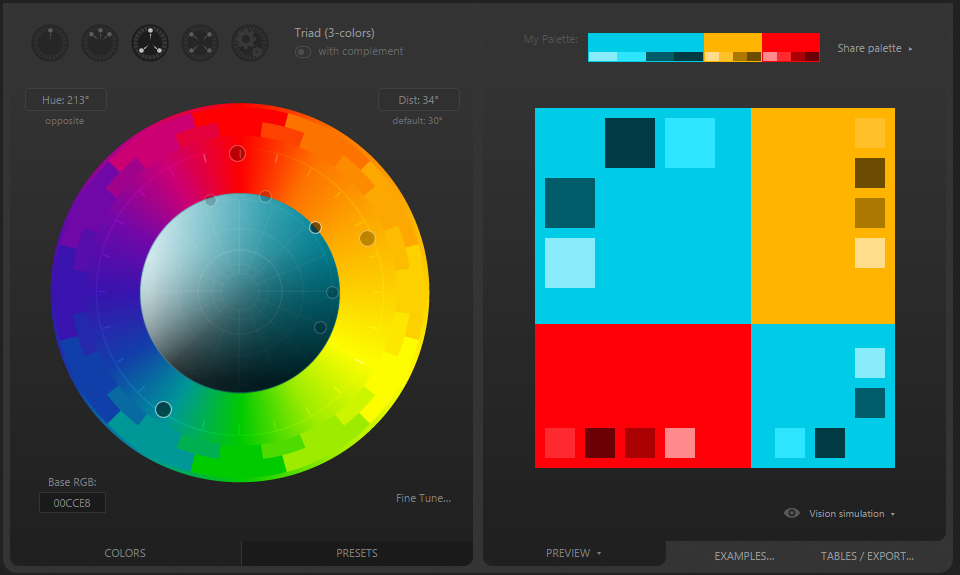 Triad (3-colors)
with complement
Hue: 213°
opposite
Dist: 34°
default: 30°
Base RGB:
00CCE8
Fine Tune...
COLORS
PRESETS
My Palette:
Share palette ▸
Vision simulation ▾
PREVIEW ▾
EXAMPLES...
TABLES / EXPORT...